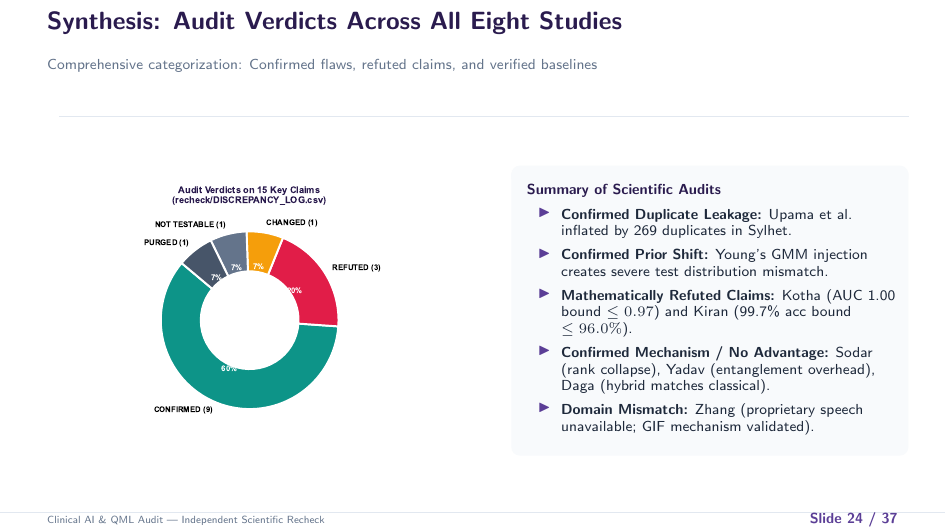 Synthesis: Audit Verdicts Across All Eight Studies
Comprehensive categorization: Confirmed flaws, refuted claims, and verified baselines
Audit Verdicts on 15 Key Claims
(recheck/DISCREPANCY_LOG.csv)
NOT TESTABLE (1)
CHANGED (1)
PURGED (1)
REFUTED (3)
7%
7%
7%
20%
60%
CONFIRMED (9)
Summary of Scientific Audits
▶ Confirmed Duplicate Leakage: Upama et al.
inflated by 269 duplicates in Sylhet.
▶ Confirmed Prior Shift: Young's GMM injection
creates severe test distribution mismatch.
▶ Mathematically Refuted Claims: Kotha (AUC 1.00
bound ≤ 0.97) and Kiran (99.7% acc bound
≤ 96.0%).
▶ Confirmed Mechanism / No Advantage: Sodar
(rank collapse), Yadav (entanglement overhead),
Daga (hybrid matches classical).
▶ Domain Mismatch: Zhang (proprietary speech
unavailable; GIF mechanism validated).
Clinical AI & QML Audit — Independent Scientific Recheck
Slide 24 / 37